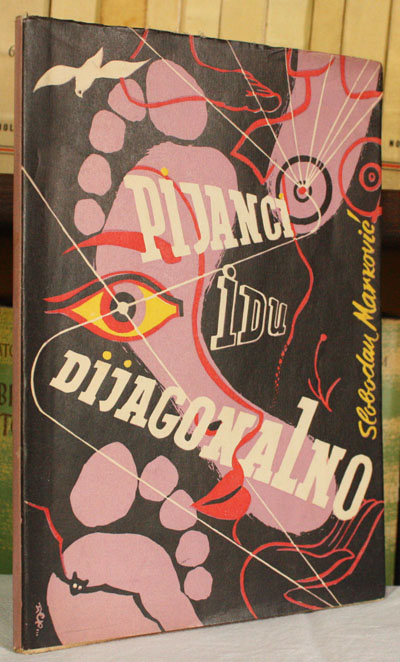 PIJANCI
IDU
DIJAGONALNO
Slobodan Marković